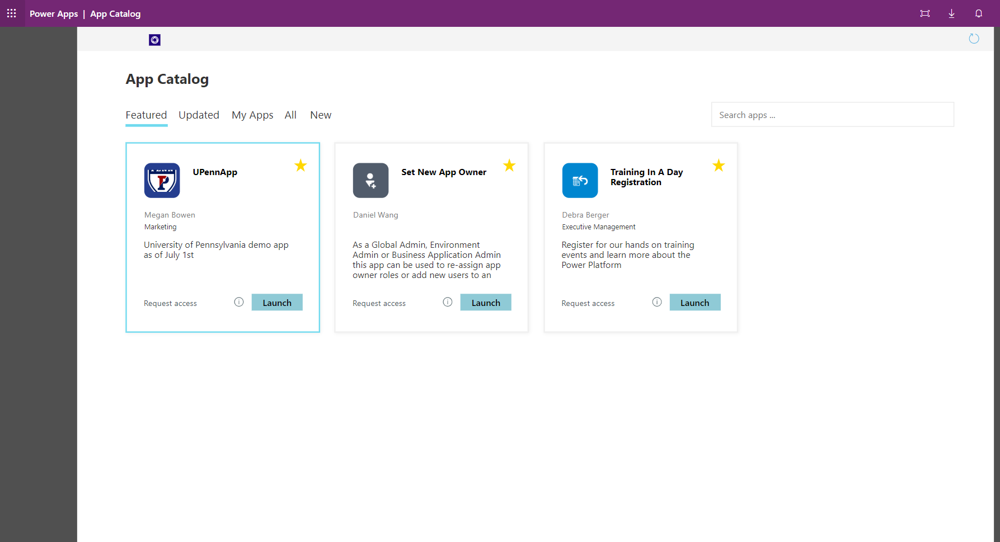 Power Apps | App Catalog
App Catalog
Featured Updated My Apps All New
Search apps ...
P
UPennApp
Megan Bowen
Marketing
University of Pennsylvania demo app
as of July 1st
Request access
Launch
Set New App Owner
Daniel Wang
As a Global Admin, Environment
Admin or Business Application Admin
this app can be used to re-assign app
owner roles or add new users to an
Request access
Launch
Training In A Day
Registration
Debra Berger
Executive Management
Register for our hands on training
events and learn more about the
Power Platform
Request access
Launch